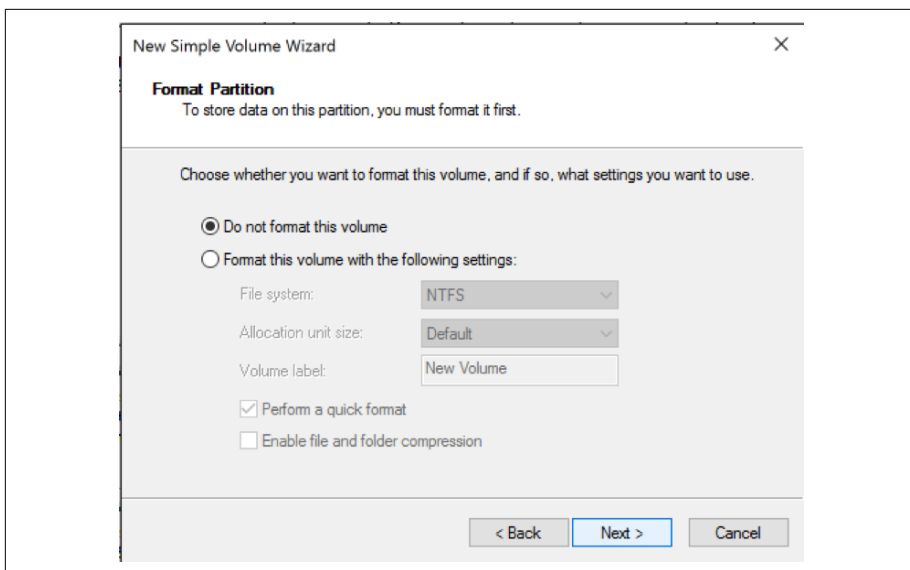 New Simple Volume Wizard
Format Partition
To store data on this partition, you must format it first.
Choose whether you want to format this volume, and if so, what settings you want to use.
Do not format this volume
Format this volume with the following settings:
File system: NTFS
Allocation unit size: Default
Volume label: New Volume
Perform a quick format
Enable file and folder compression
< Back Next > Cancel